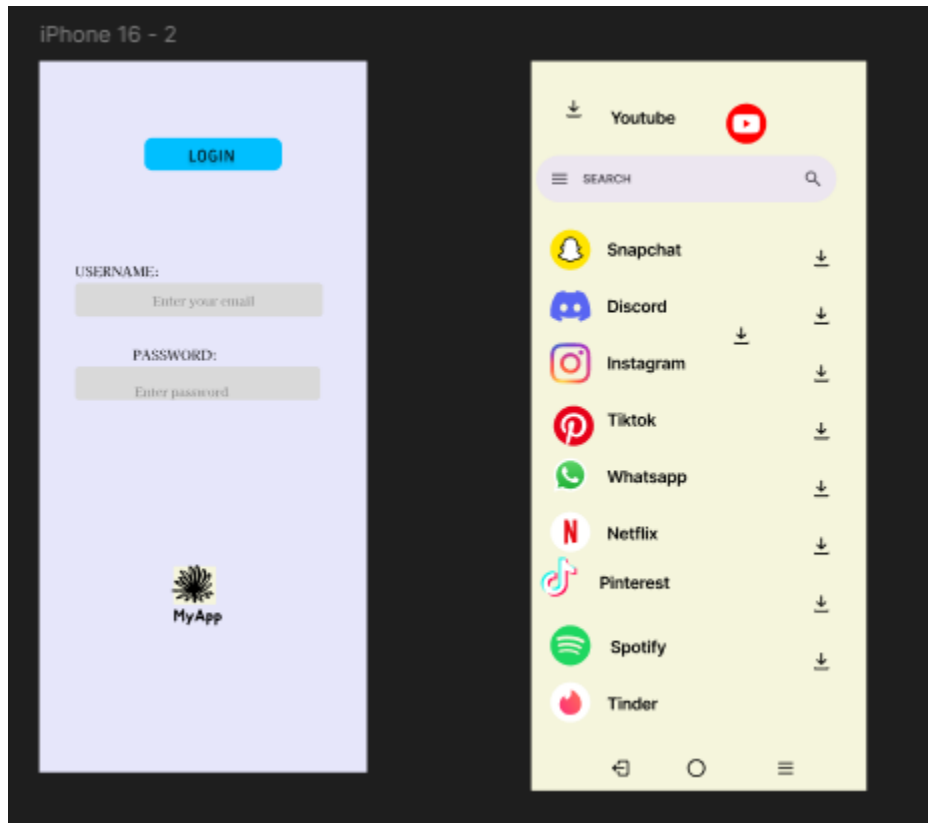 iPhone 16 - 2
LOGIN
USERNAME:
Enter your email
PASSWORD:
Enter password
MyApp
Youtube
SEARCH
Snapchat
Discord
Instagram
Tiktok
Whatsapp
Netflix
Pinterest
Spotify
Tinder